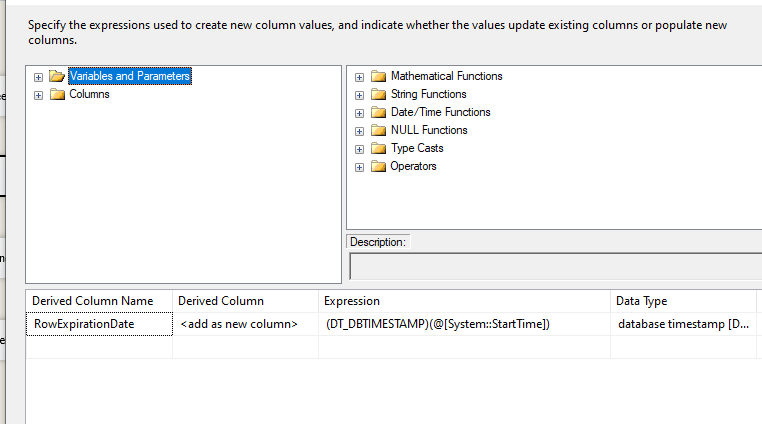 Specify the expressions used to create new column values, and indicate whether the values update existing columns or populate new
columns.
Variables and Parameters
Columns
Mathematical Functions
String Functions
Date/Time Functions
NULL Functions
Type Casts
Operators
Description:
Derived Column Name Derived Column Expression Data Type
RowExpirationDate <add as new column> (DT_DBTIMESTAMP)(@[System::StartTime]) database timestamp [D...